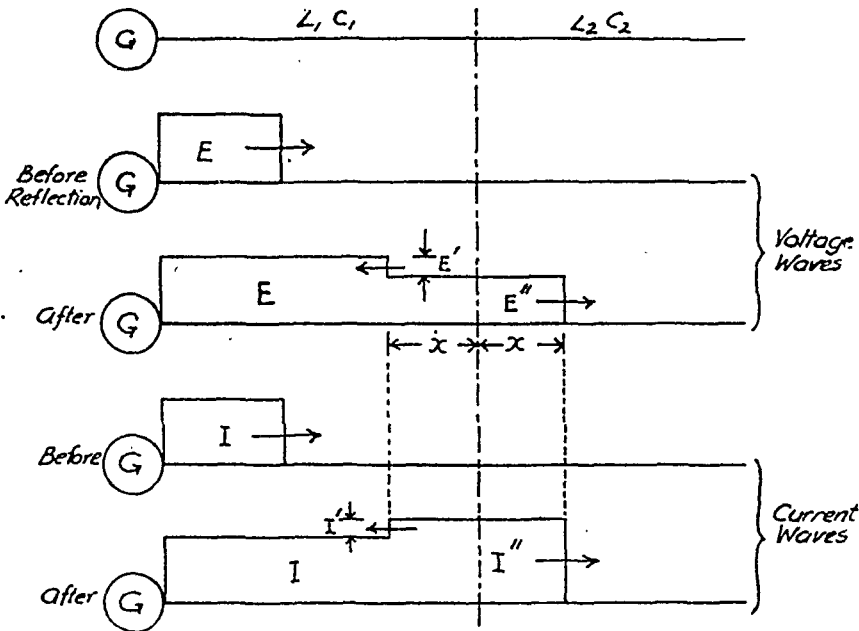 G L₁ C₁ L₂ C₂
E
Before
Reflection G
Voltage
Waves
E'
E E''
After G
x x
I
Before G
Current
Waves
I'
I I''
After G